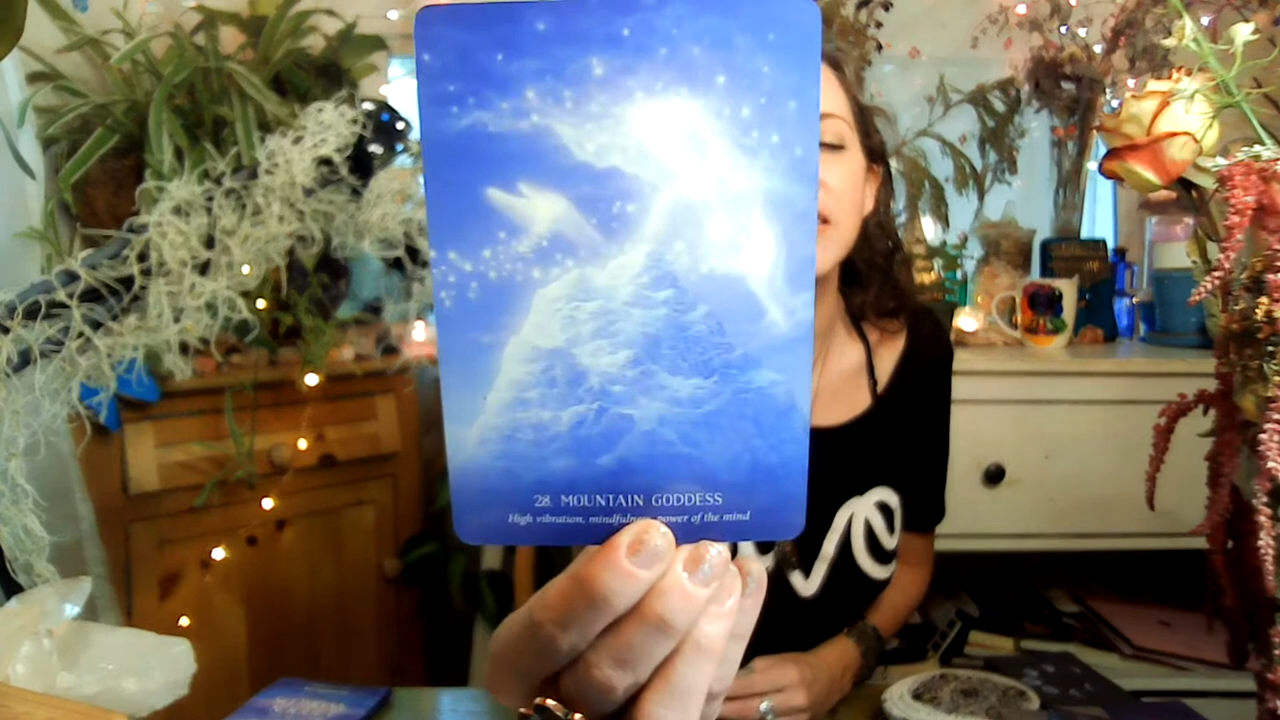 28. MOUNTAIN GODDESS
High vibration, mindfulness, power of the mind